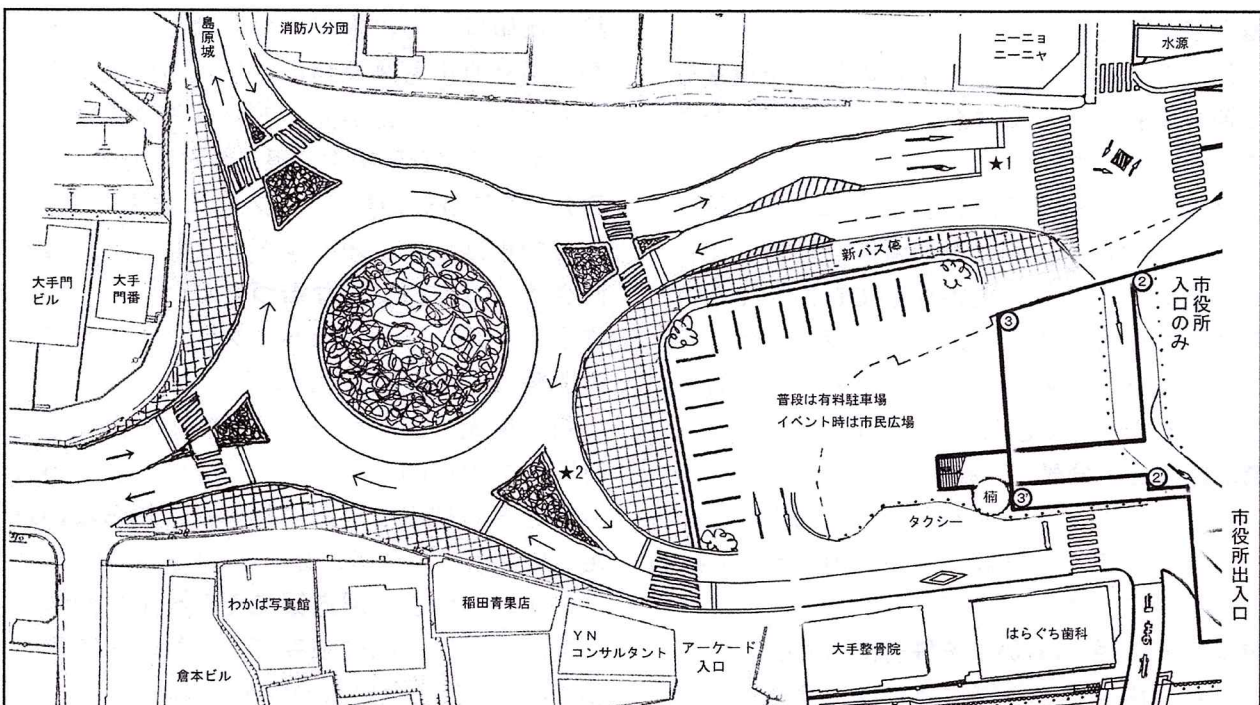 島原城
消防八分団
ニーニョ
ニーニャ
水源
★1
新バス停
大手門
ビル
大手
門番
②
市役所
入口のみ
③
普段は有料駐車場
イベント時は市民広場
★2
楠
③'
②'
タクシー
市役所出入口
わかば写真館
稲田青果店
倉本ビル
YN
コンサルタント
アーケード
入口
大手整骨院
はらぐち歯科